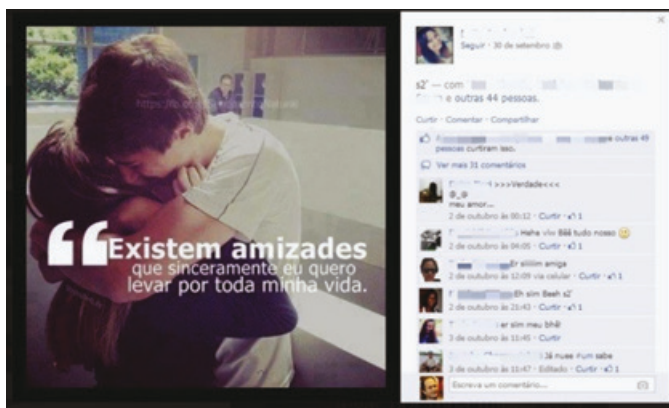 Existem amizades
que sinceramente eu quero
levar por toda minha vida.
Seguir · 30 de setembro
s2' — com
e outras 44 pessoas.
Curtir · Comentar · Compartilhar
e outras 49
pessoas curtiram isso.
Ver mais 31 comentários
>>>Verdade<<<
@_@
meu amor...
2 de outubro às 00:12 · Curtir · 1
Haha vlw Bêê tudo nosso
2 de outubro às 04:05 · Curtir · 1
Er siiiiim amiga
2 de outubro às 12:09 via celular · Curtir · 1
Eh sim Beeh s2'
2 de outubro às 21:43 · Curtir · 1
er sim meu bhê!
3 de outubro às 11:45 · Curtir
Já nuee num sabe
3 de outubro às 11:47 · Editado · Curtir · 1
Escreva um comentário...